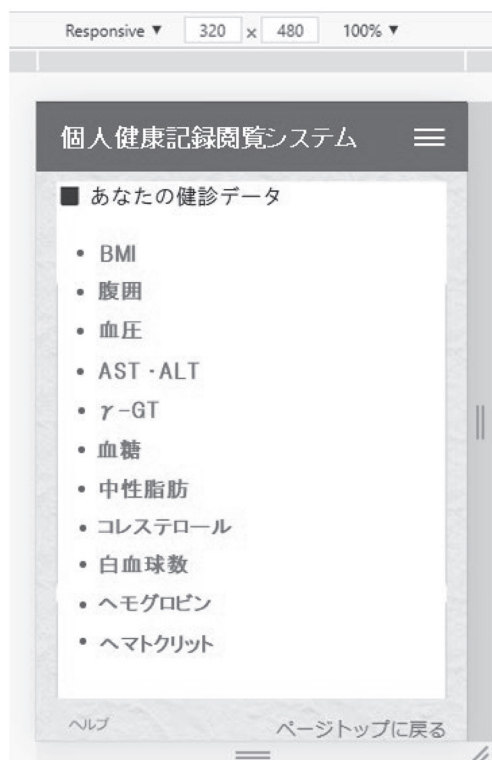 Responsive ▼ 320 x 480 100% ▼
個人健康記録閲覧システム
■ あなたの健診データ
• BMI
• 腹囲
• 血圧
• AST・ALT
• γ-GT
• 血糖
• 中性脂肪
• コレステロール
• 白血球数
• ヘモグロビン
• ヘマトクリット
ヘルプ ページトップに戻る